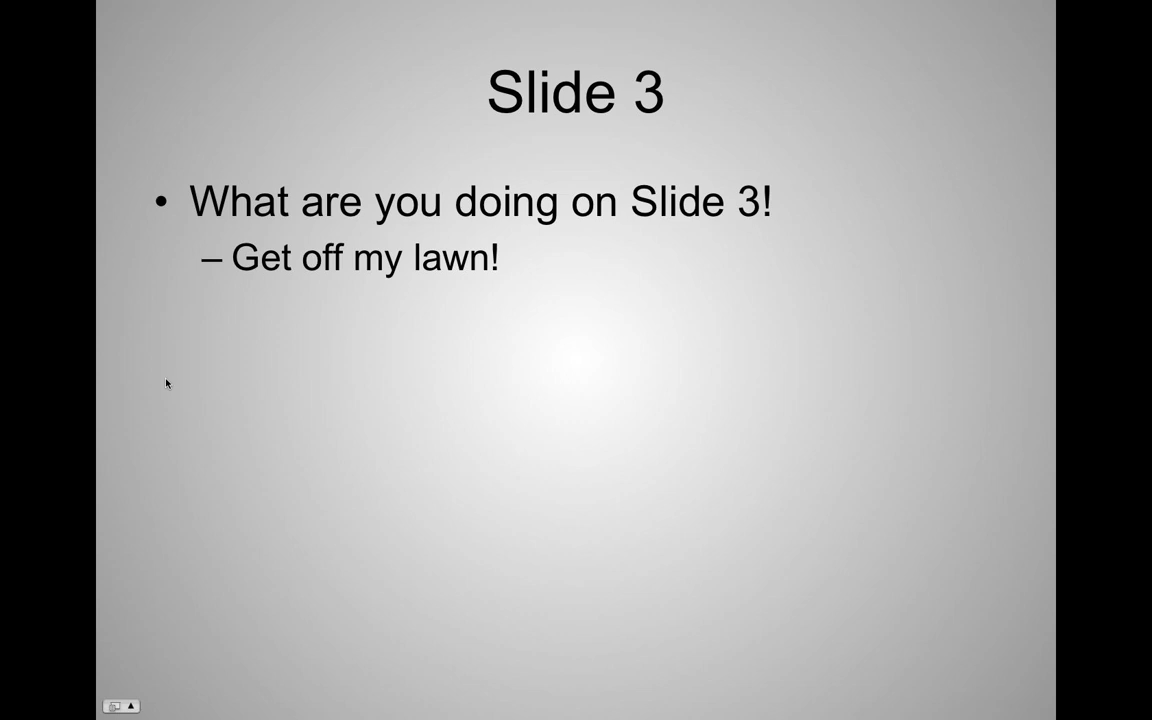 Slide 3
• What are you doing on Slide 3!
– Get off my lawn!